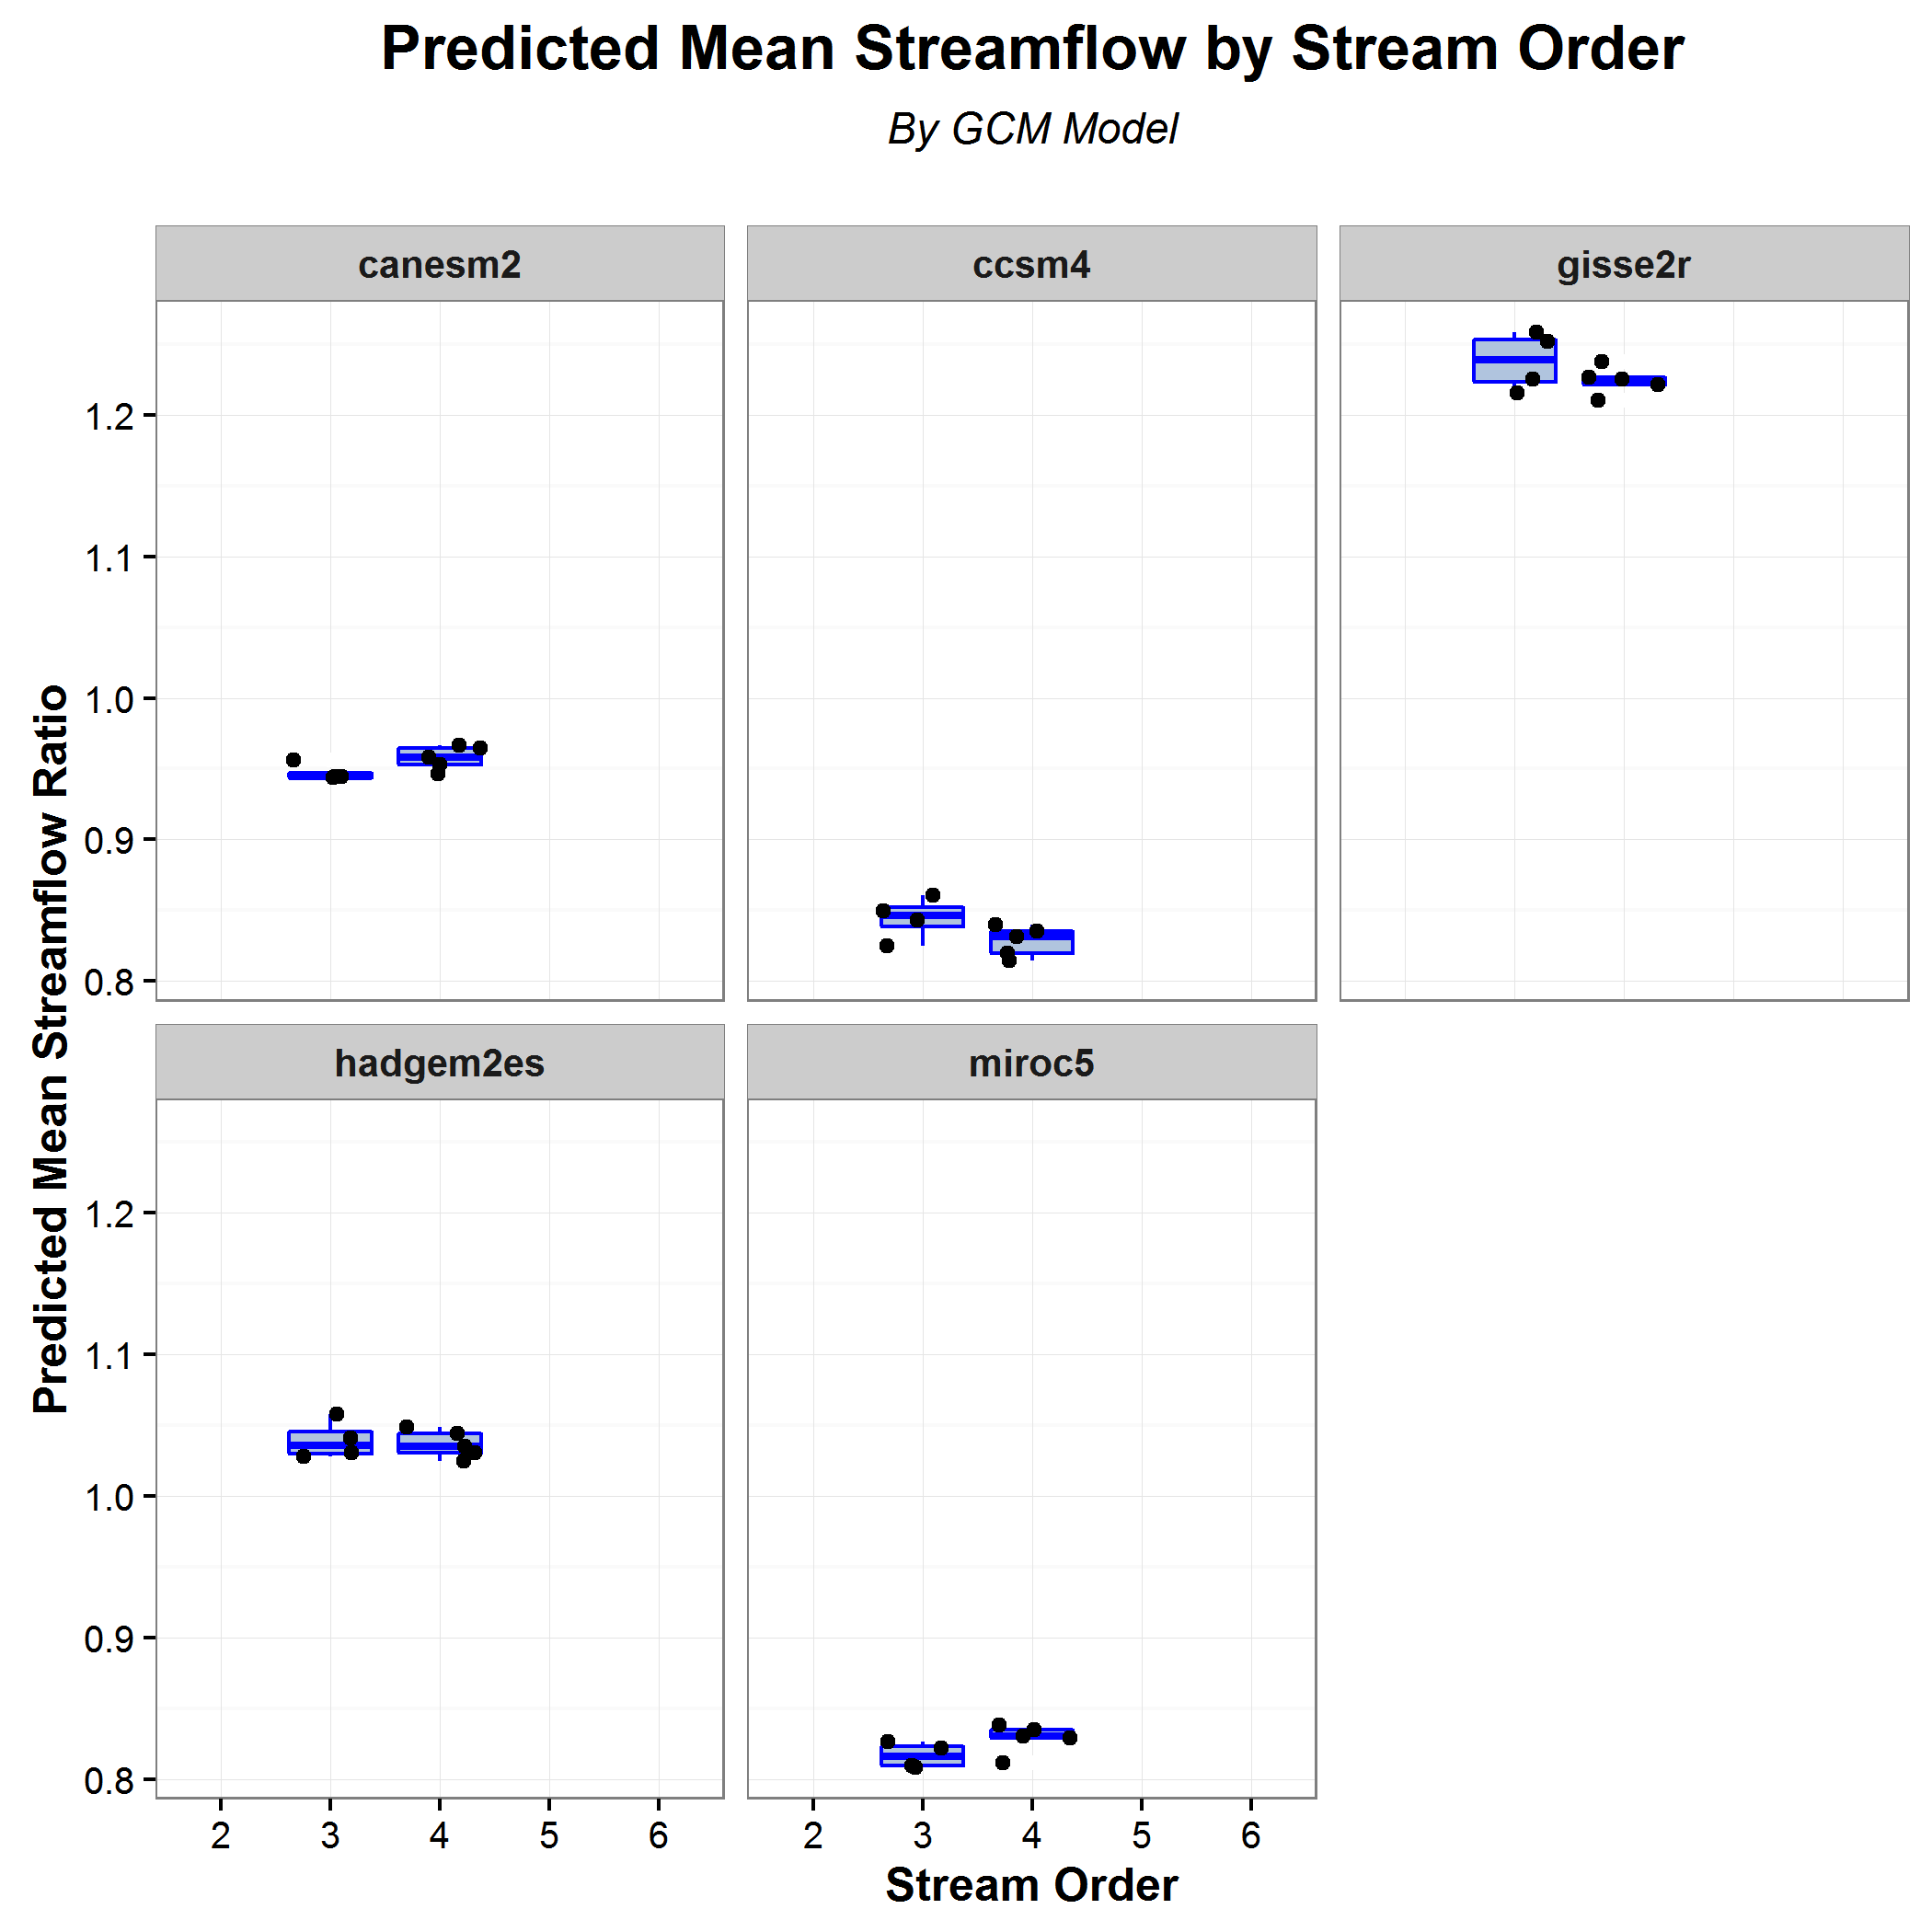 Predicted Mean Streamflow by Stream Order
By GCM Model
canesm2
ccsm4
gisse2r
1.2
1.1
1.0
0.9
0.8
Predicted Mean Streamflow Ratio
hadgem2es
miroc5
1.2
1.1
1.0
0.9
0.8
2 3 4 5 6
2 3 4 5 6
Stream Order